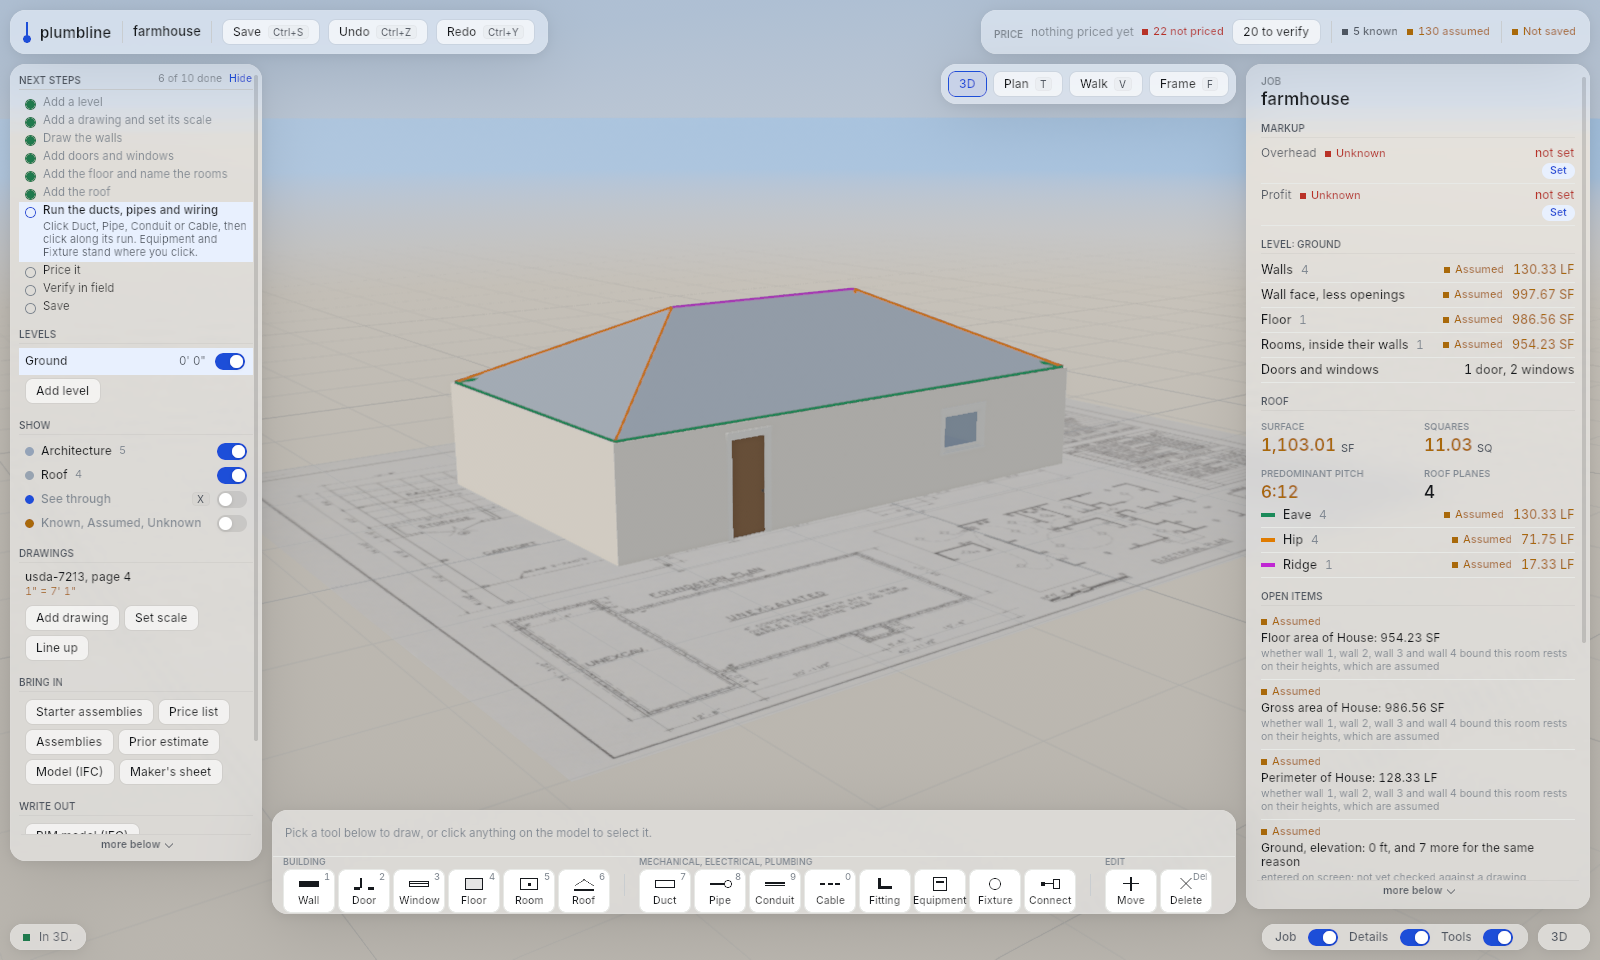 plumbline
farmhouse
Save Ctrl+S
Undo Ctrl+Z
Redo Ctrl+Y
PRICE nothing priced yet 22 not priced 20 to verify 5 known 130 assumed Not saved
NEXT STEPS 6 of 10 done Hide
Add a level
Add a drawing and set its scale
Draw the walls
Add doors and windows
Add the floor and name the rooms
Add the roof
Run the ducts, pipes and wiring
Click Duct, Pipe, Conduit or Cable, then
click along its run. Equipment and
Fixture stand where you click.
Price it
Verify in field
Save
LEVELS
Ground 0' 0"
Add level
SHOW
Architecture 5
Roof 4
See through X
Known, Assumed, Unknown
DRAWINGS
usda-7213, page 4
1" = 7' 1"
Add drawing Set scale
Line up
BRING IN
Starter assemblies Price list
Assemblies Prior estimate
Model (IFC) Maker's sheet
WRITE OUT
BIM model (IFC)
more below
In 3D.
3D Plan T Walk V Frame F
FOUNDATION PLAN
UNEXCAVATED
UNEXCAV.
Pick a tool below to draw, or click anything on the model to select it.
BUILDING
Wall 1
Door 2
Window 3
Floor 4
Room 5
Roof 6
MECHANICAL, ELECTRICAL, PLUMBING
Duct 7
Pipe 8
Conduit 9
Cable 0
Fitting
Equipment
Fixture
Connect
EDIT
Move
Delete Del
JOB
farmhouse
MARKUP
Overhead Unknown not set
Set
Profit Unknown not set
Set
LEVEL: GROUND
Walls 4 Assumed 130.33 LF
Wall face, less openings Assumed 997.67 SF
Floor 1 Assumed 986.56 SF
Rooms, inside their walls 1 Assumed 954.23 SF
Doors and windows 1 door, 2 windows
ROOF
SURFACE SQUARES
1,103.01 SF 11.03 SQ
PREDOMINANT PITCH ROOF PLANES
6:12 4
Eave 4 Assumed 130.33 LF
Hip 4 Assumed 71.75 LF
Ridge 1 Assumed 17.33 LF
OPEN ITEMS
Assumed
Floor area of House: 954.23 SF
whether wall 1, wall 2, wall 3 and wall 4 bound this room rests
on their heights, which are assumed
Assumed
Gross area of House: 986.56 SF
whether wall 1, wall 2, wall 3 and wall 4 bound this room rests
on their heights, which are assumed
Assumed
Perimeter of House: 128.33 LF
whether wall 1, wall 2, wall 3 and wall 4 bound this room rests
on their heights, which are assumed
Assumed
Ground, elevation: 0 ft, and 7 more for the same
reason
entered on screen; not yet checked against a drawing
more below
Job Details Tools 3D